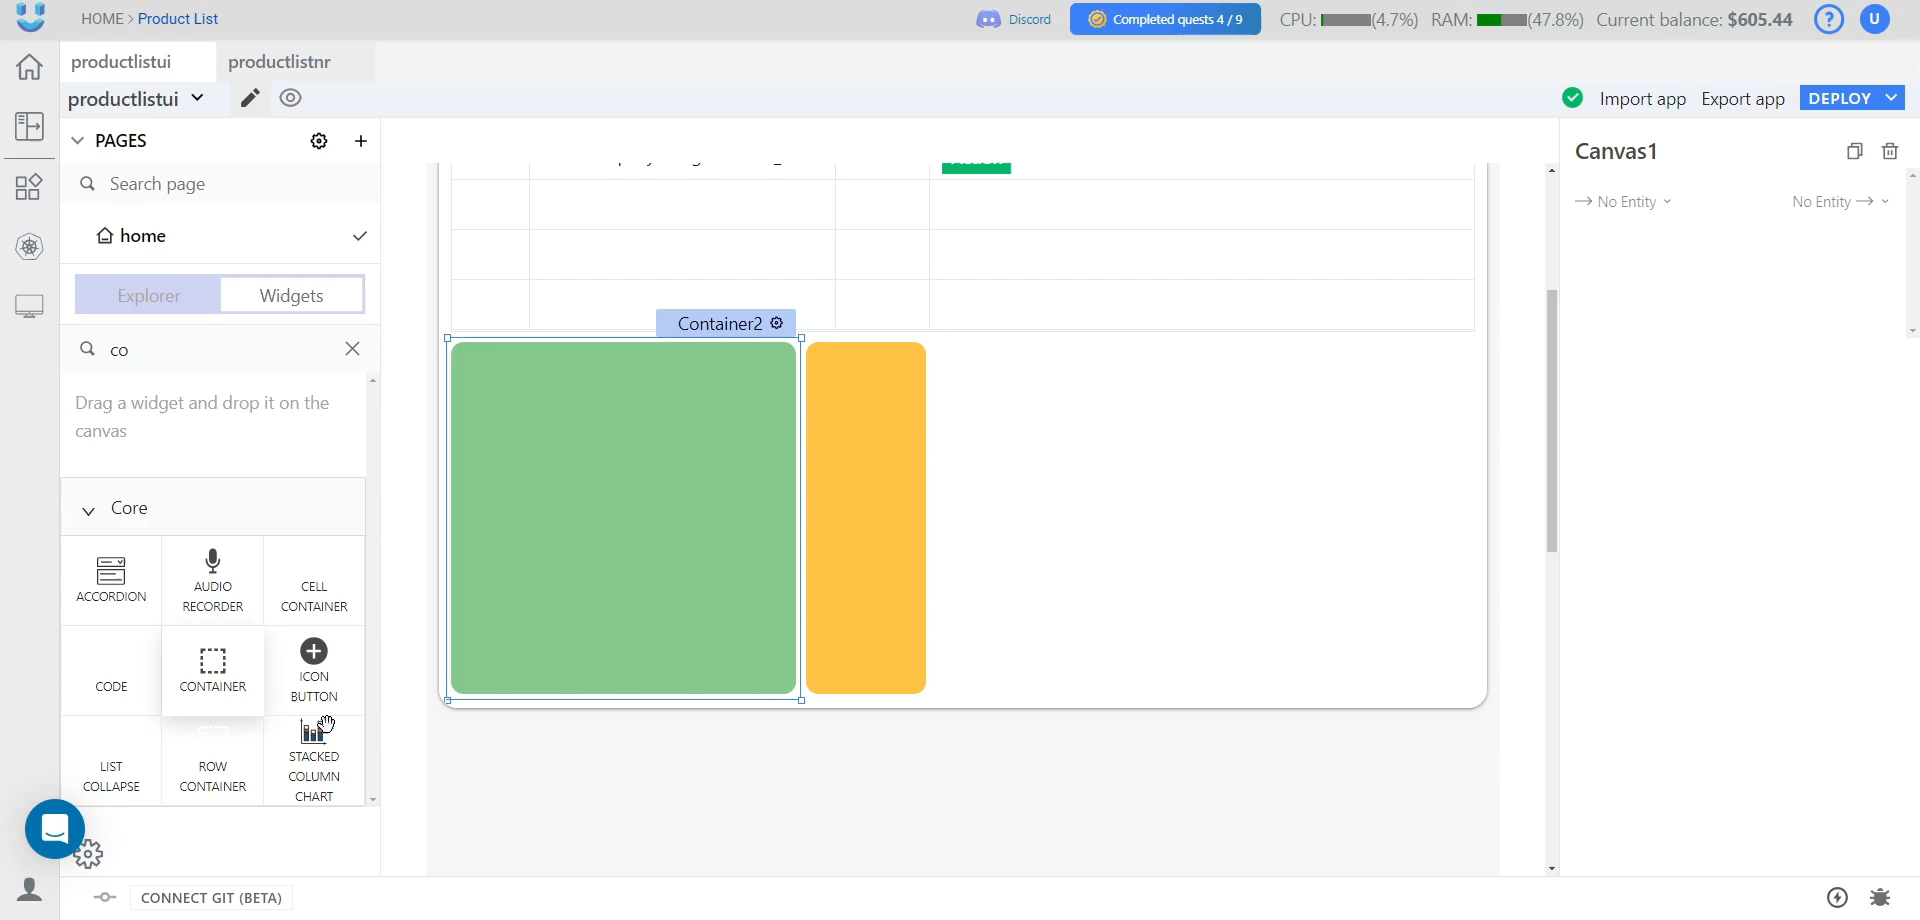 HOME > Product List
Discord
Completed quests 4 / 9
CPU: (4.7%) RAM: (47.8%) Current balance: $605.44
?
U
productlistui
productlistnr
productlistui
Import app
Export app
DEPLOY
PAGES
Search page
home
Explorer
Widgets
co
Drag a widget and drop it on the
canvas
Core
ACCORDION
AUDIO
RECORDER
CELL
CONTAINER
CODE
CONTAINER
ICON
BUTTON
LIST
COLLAPSE
ROW
CONTAINER
STACKED
COLUMN
CHART
Container2
Canvas1
No Entity
No Entity
CONNECT GIT (BETA)